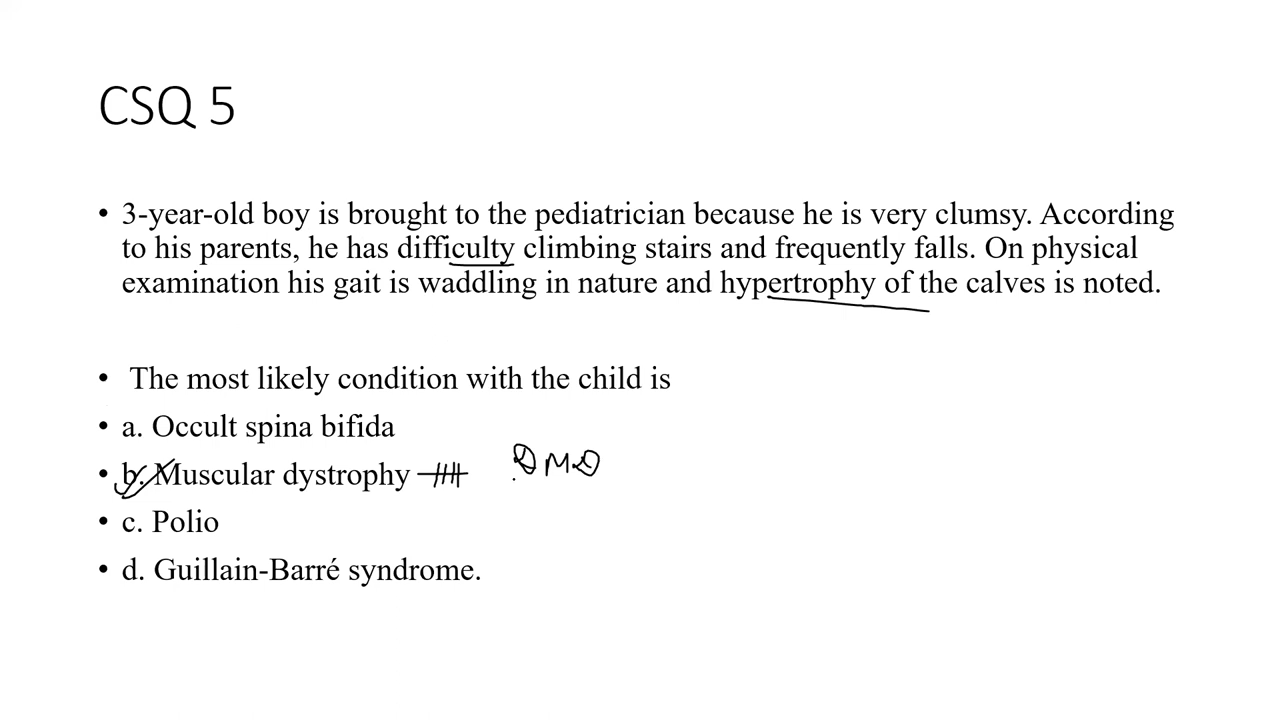 CSQ 5
• 3-year-old boy is brought to the pediatrician because he is very clumsy. According
to his parents, he has difficulty climbing stairs and frequently falls. On physical
examination his gait is waddling in nature and hypertrophy of the calves is noted.
• The most likely condition with the child is
• a. Occult spina bifida
• b. Muscular dystrophy DMD
• c. Polio
• d. Guillain-Barré syndrome.